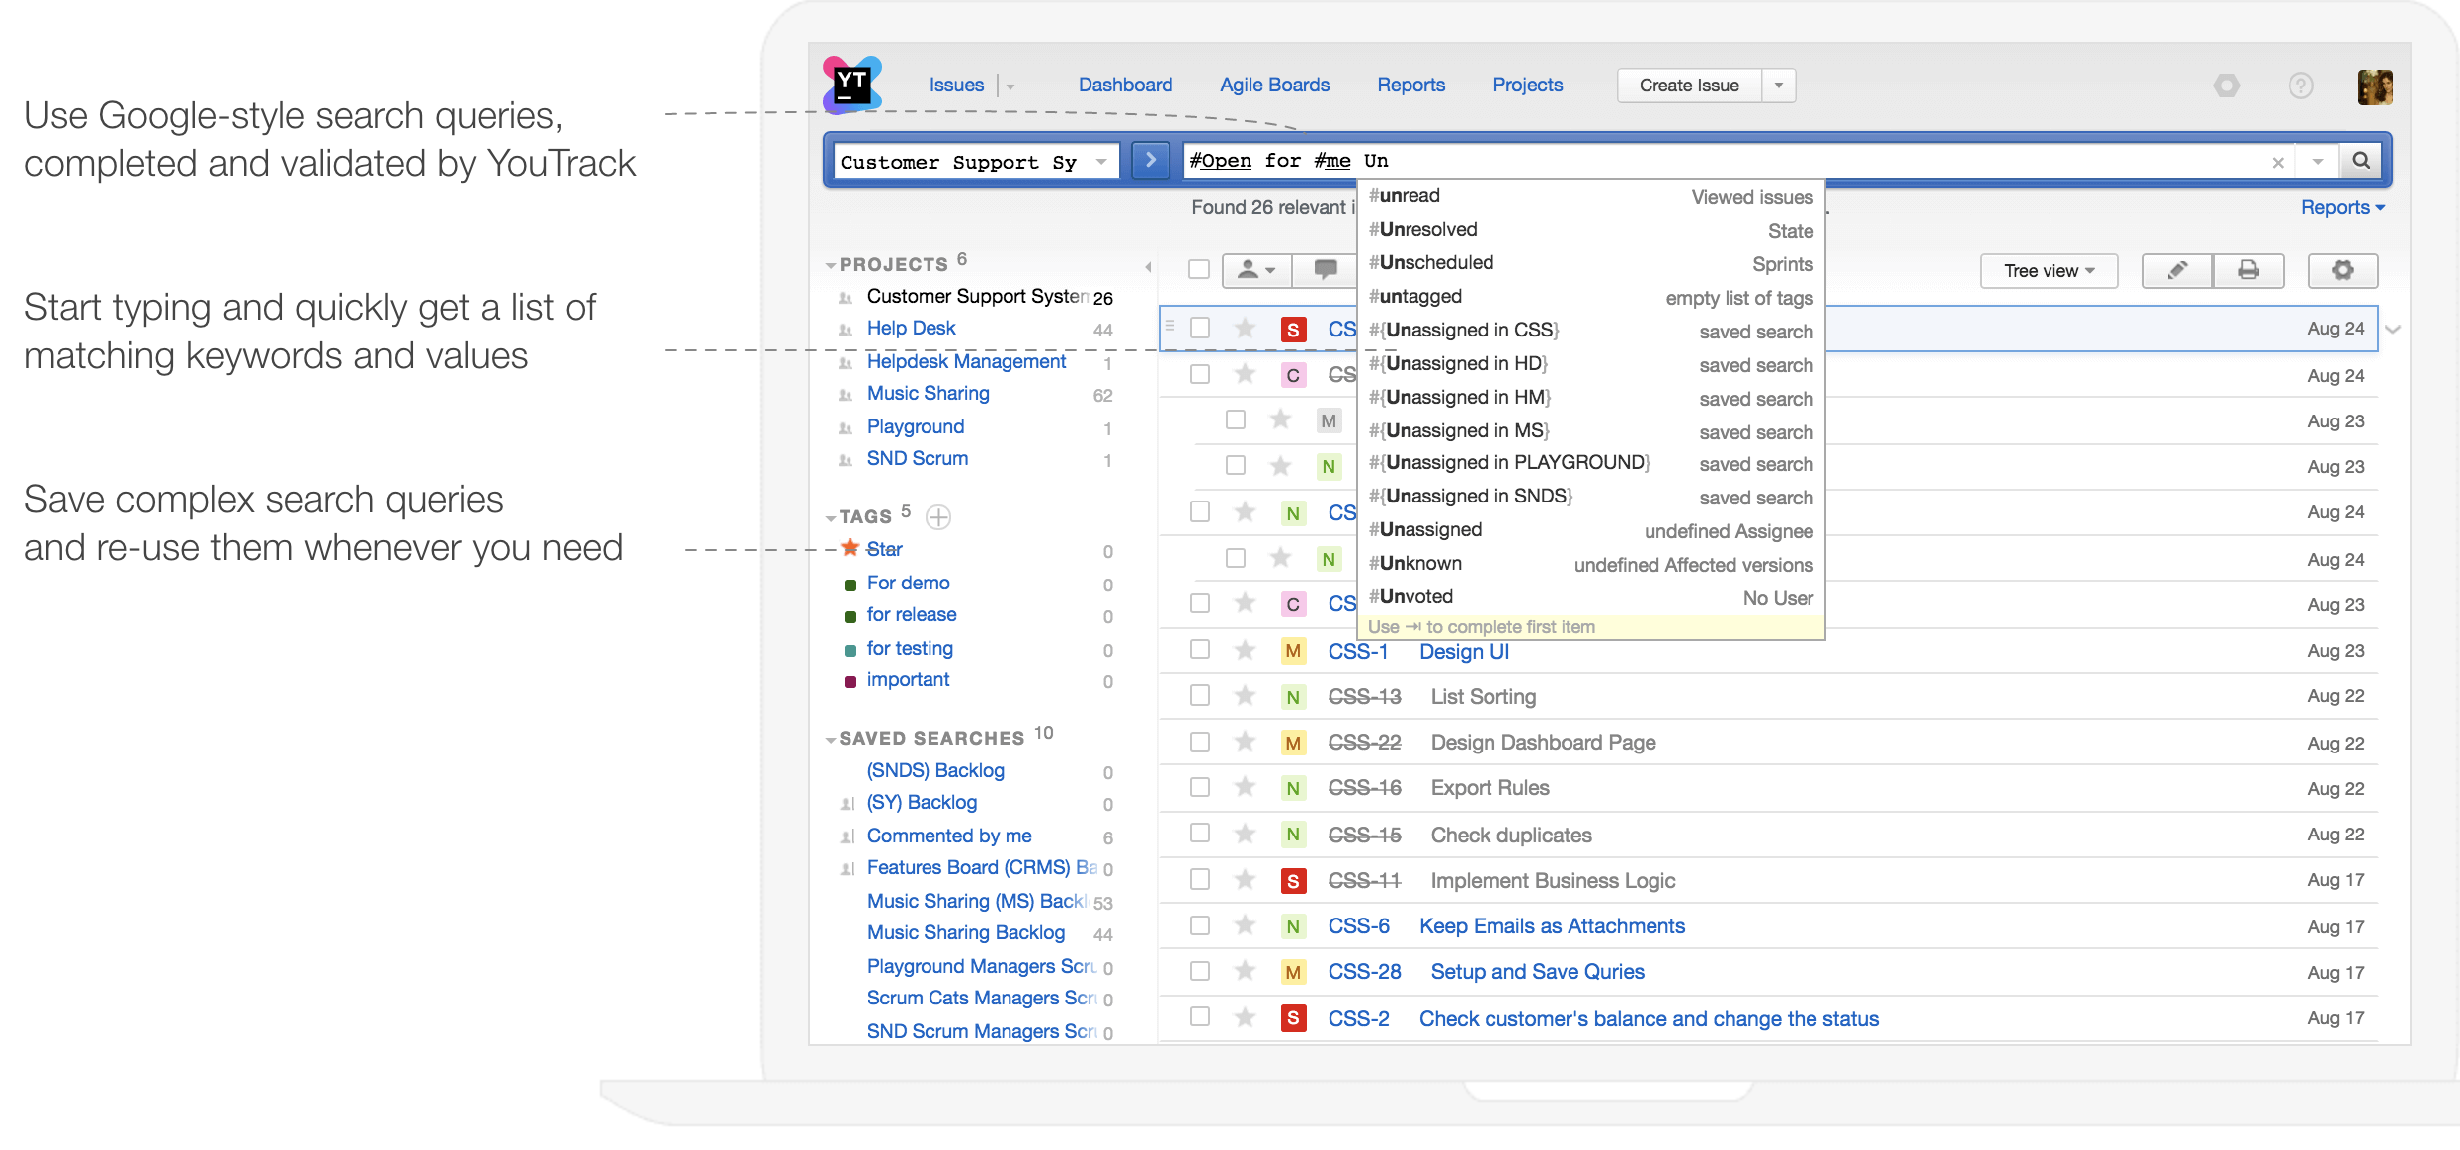 Use Google-style search queries,
completed and validated by YouTrack
Start typing and quickly get a list of
matching keywords and values
Save complex search queries
and re-use them whenever you need
YT
Issues Dashboard Agile Boards Reports Projects Create Issue
Customer Support Sy #Open for #me Un
Found 26 relevant Reports
#unread Viewed issues
#Unresolved State
#Unscheduled Sprints
#untagged empty list of tags
#{Unassigned in CSS} saved search
#{Unassigned in HD} saved search
#{Unassigned in HM} saved search
#{Unassigned in MS} saved search
#{Unassigned in PLAYGROUND} saved search
#{Unassigned in SNDS} saved search
#Unassigned undefined Assignee
#Unknown undefined Affected versions
#Unvoted No User
Use ⇥ to complete first item
PROJECTS 6
Customer Support System 26
Help Desk 44
Helpdesk Management 1
Music Sharing 62
Playground 1
SND Scrum 1
TAGS 5
Star 0
For demo 0
for release 0
for testing 0
important 0
SAVED SEARCHES 10
(SNDS) Backlog 0
(SY) Backlog 0
Commented by me 6
Features Board (CRMS) Ba 0
Music Sharing (MS) Backl 53
Music Sharing Backlog 44
Playground Managers Scru 0
Scrum Cats Managers Scru 0
SND Scrum Managers Scru 0
Tree view
S CS Aug 24
C CS Aug 24
M Aug 23
N Aug 23
N CS Aug 24
N Aug 24
C CS Aug 23
M CSS-1 Design UI Aug 23
N CSS-13 List Sorting Aug 22
M CSS-22 Design Dashboard Page Aug 22
N CSS-16 Export Rules Aug 22
N CSS-15 Check duplicates Aug 22
S CSS-11 Implement Business Logic Aug 17
N CSS-6 Keep Emails as Attachments Aug 17
M CSS-28 Setup and Save Quries Aug 17
S CSS-2 Check customer's balance and change the status Aug 17